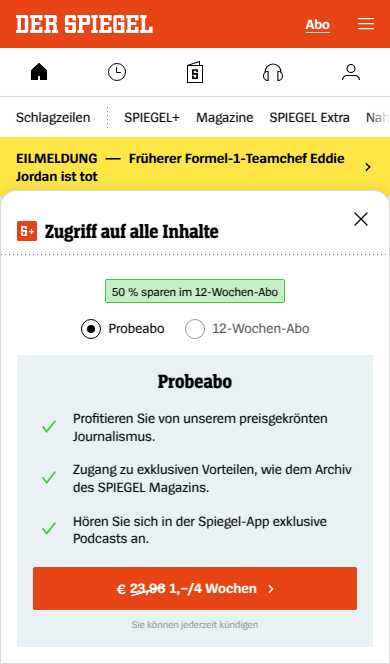 DER SPIEGEL
Abo
Schlagzeilen
SPIEGEL+
Magazine
SPIEGEL Extra
Nah
EILMELDUNG — Früherer Formel-1-Teamchef Eddie
Jordan ist tot
S+ Zugriff auf alle Inhalte
50 % sparen im 12-Wochen-Abo
Probeabo
12-Wochen-Abo
Probeabo
Profitieren Sie von unserem preisgekrönten
Journalismus.
Zugang zu exklusiven Vorteilen, wie dem Archiv
des SPIEGEL Magazins.
Hören Sie sich in der Spiegel-App exklusive
Podcasts an.
€ 23,96 1,–/4 Wochen
Sie können jederzeit kündigen